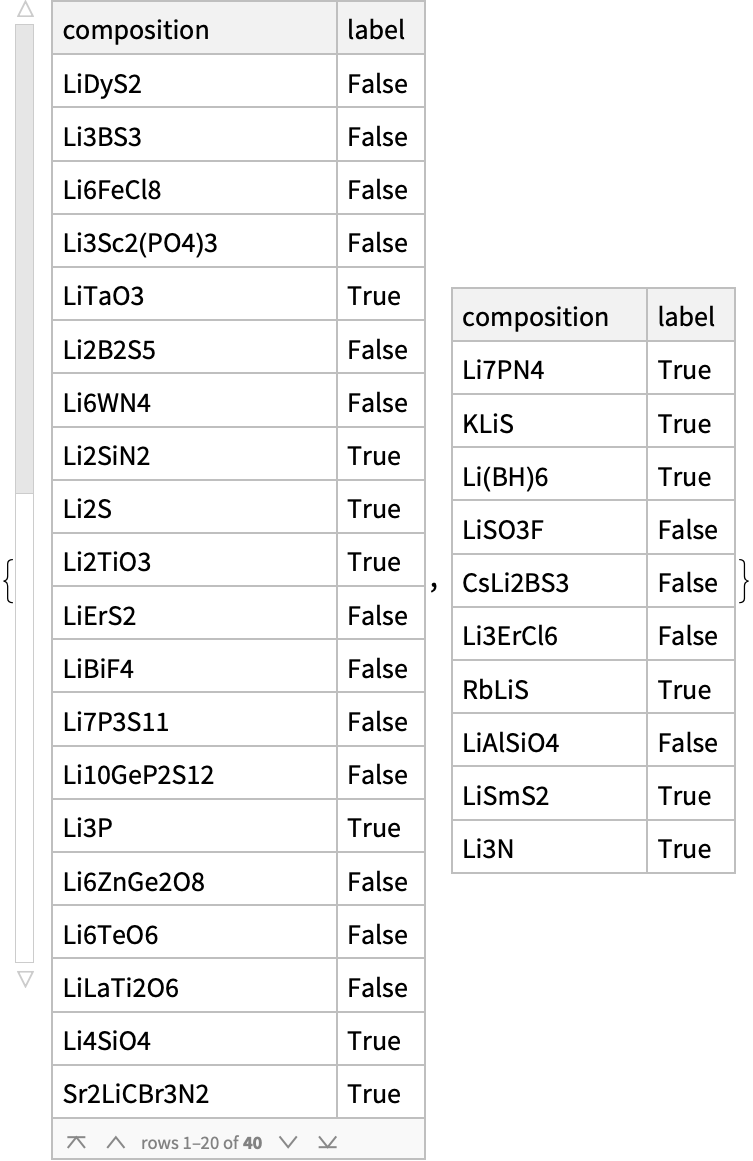 {
composition label
LiDyS2 False
Li3BS3 False
Li6FeCl8 False
Li3Sc2(PO4)3 False
LiTaO3 True
Li2B2S5 False
Li6WN4 False
Li2SiN2 True
Li2S True
Li2TiO3 True
LiErS2 False
LiBiF4 False
Li7P3S11 False
Li10GeP2S12 False
Li3P True
Li6ZnGe2O8 False
Li6TeO6 False
LiLaTi2O6 False
Li4SiO4 True
Sr2LiCBr3N2 True
rows 1–20 of 40
,
composition label
Li7PN4 True
KLiS True
Li(BH)6 True
LiSO3F False
CsLi2BS3 False
Li3ErCl6 False
RbLiS True
LiAlSiO4 False
LiSmS2 True
Li3N True
}